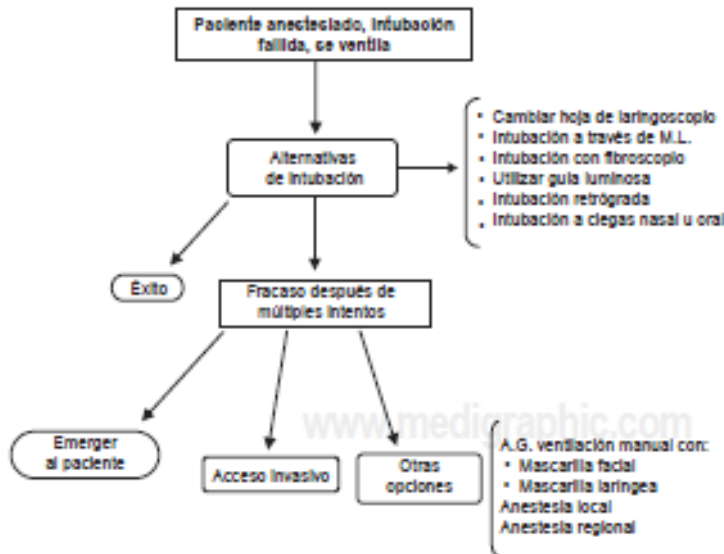 Paciente anestesiado, intubación
fallida, se ventila
Alternativas
de intubación
• Cambiar hoja de laringoscopio
• Intubación a través de M.L.
• Intubación con fibroscopio
• Utilizar guía luminosa
• Intubación retrógrada
• Intubación a ciegas nasal u oral
Éxito
Fracaso después de
múltiples intentos
www.medigraphic.com
Emerger
al paciente
Acceso invasivo
Otras
opciones
A.G. ventilación manual con:
• Mascarilla facial
• Mascarilla laríngea
Anestesia local
Anestesia regional